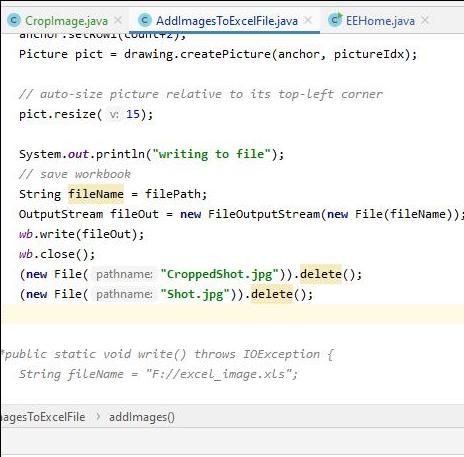 CropImage.java × AddImagesToExcelFile.java × EEHome.java ×
anchor.setRow1(count+2);
Picture pict = drawing.createPicture(anchor, pictureIdx);
// auto-size picture relative to its top-left corner
pict.resize( v: 15);
System.out.println("writing to file");
// save workbook
String fileName = filePath;
OutputStream fileOut = new FileOutputStream(new File(fileName));
wb.write(fileOut);
wb.close();
(new File( pathname: "CroppedShot.jpg")).delete();
(new File( pathname: "Shot.jpg")).delete();
*public static void write() throws IOException {
String fileName = "F://excel_image.xls";
agesToExcelFile > addImages()